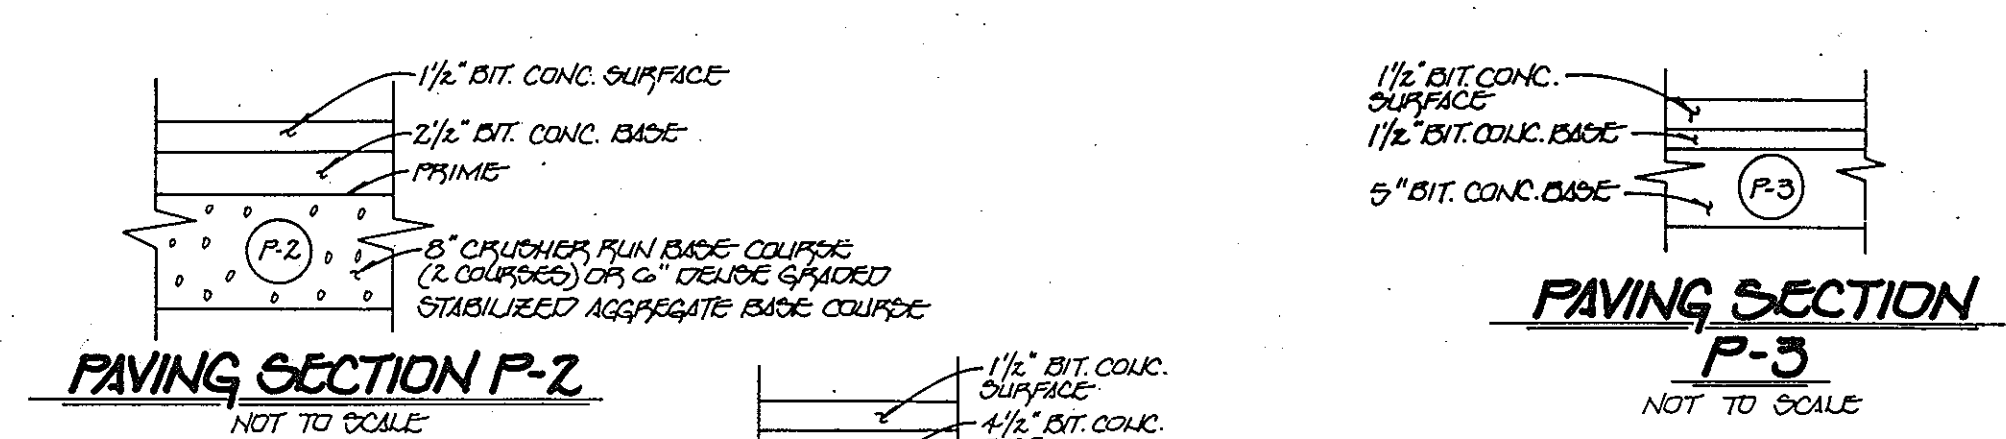 1 1/2" BIT. CONC. SURFACE
2 1/2" BIT. CONC. BASE
PRIME
P-2
8" CRUSHER RUN BASE COURSE
(2 COURSES) OR 6" DENSE GRADED
STABILIZED AGGREGATE BASE COURSE
PAVING SECTION P-2
NOT TO SCALE
1 1/2" BIT. CONC.
SURFACE
4 1/2" BIT. CONC.
1 1/2" BIT. CONC.
SURFACE
1 1/2" BIT. CONC. BASE
5" BIT. CONC. BASE
P-3
PAVING SECTION
P-3
NOT TO SCALE